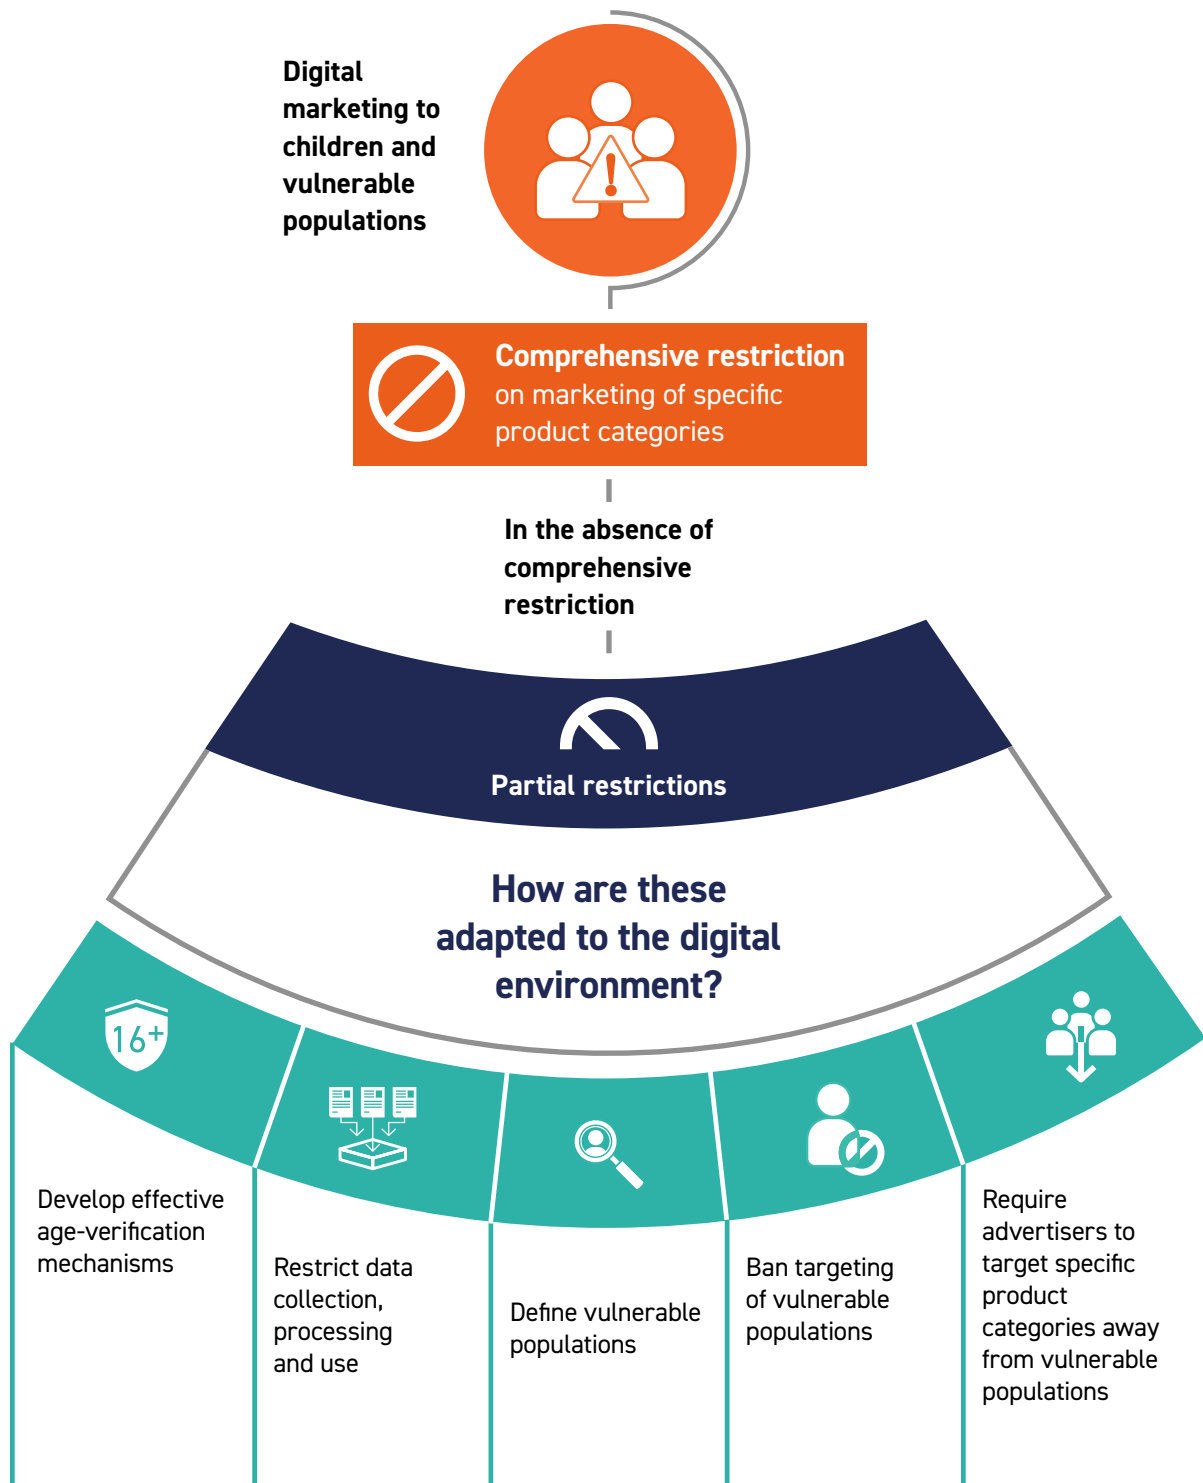 Digital
marketing to
children and
vulnerable
populations
Comprehensive restriction
on marketing of specific
product categories
In the absence of
comprehensive
restriction
Partial restrictions
How are these
adapted to the digital
environment?
16+
Develop effective
age-verification
mechanisms
Restrict data
collection,
processing
and use
Define vulnerable
populations
Ban targeting
of vulnerable
populations
Require
advertisers to
target specific
product
categories away
from vulnerable
populations